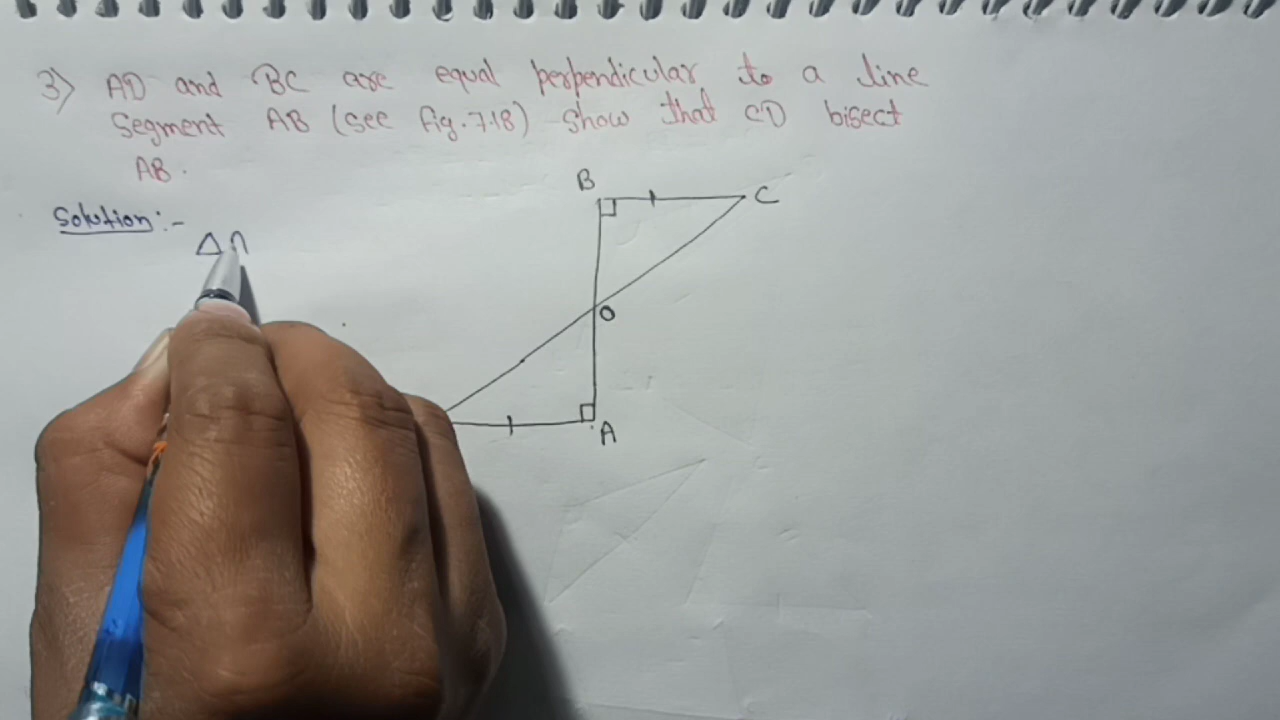 3) AD and BC are equal perpendicular to a line
Segment AB (see fig. 7.18) show that CD bisect
AB.
Solution:-
Δ
B
C
O
A